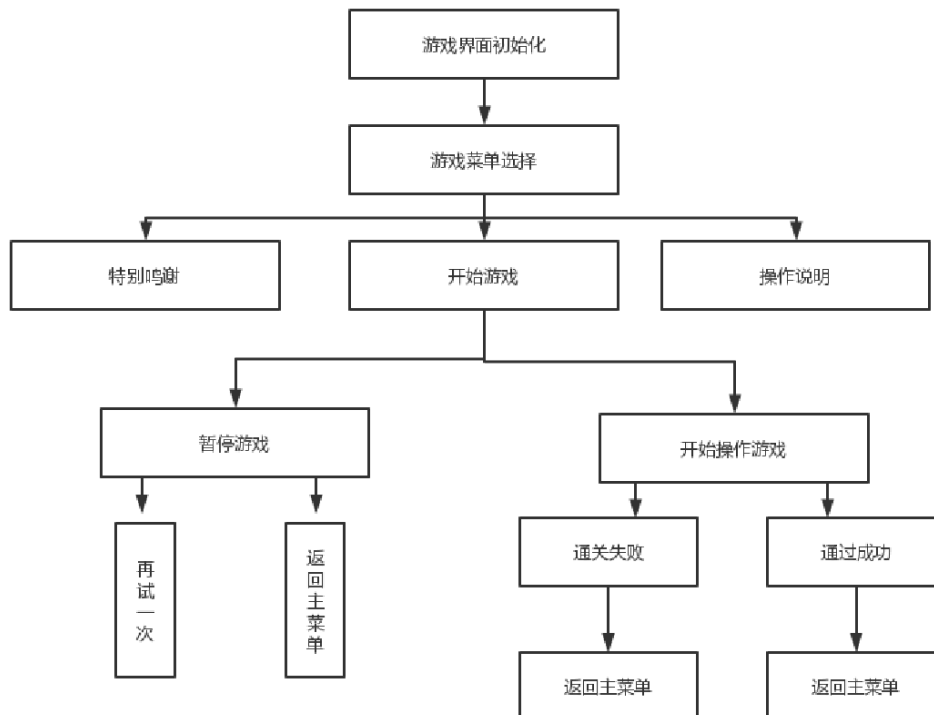 游戏界面初始化
游戏菜单选择
特别鸣谢
开始游戏
操作说明
暂停游戏
开始操作游戏
再试一次
返回主菜单
通关失败
通过成功
返回主菜单
返回主菜单